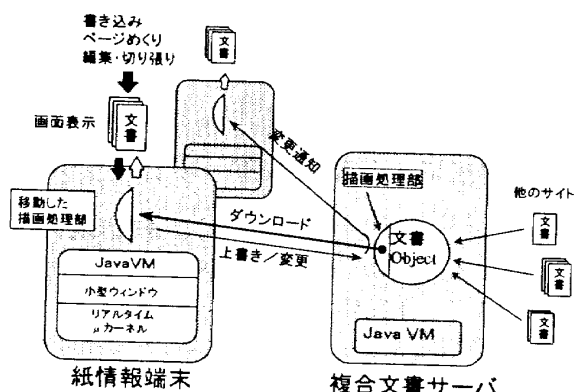 書き込み
ページめくり
編集・切り張り
文書
画面表示
文書
変更通知
描画処理部
他のサイト
移動した
描画処理部
ダウンロード
文書
Object
文書
上書き／変更
文書
JavaVM
小型ウィンドウ
リアルタイム
μカーネル
Java VM
文書
紙情報端末
複合文書サーバ